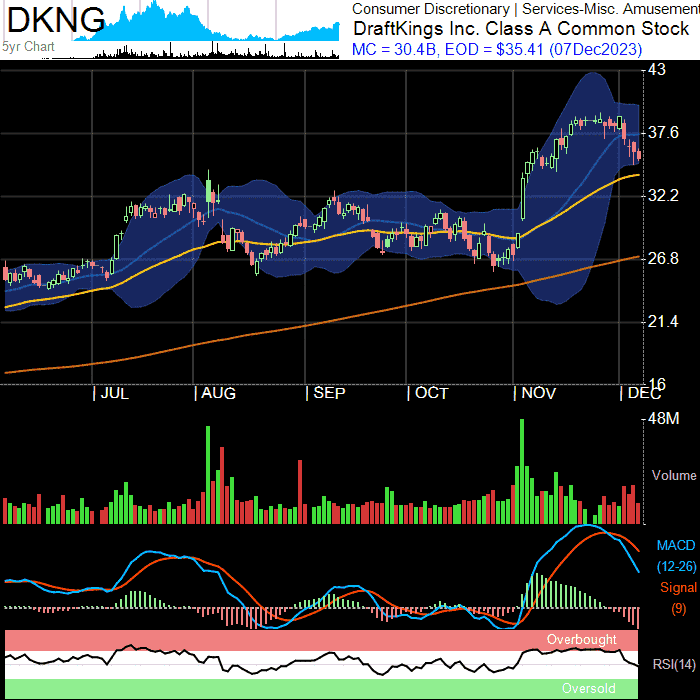 DKNG
5yr Chart
Consumer Discretionary | Services-Misc. Amusement
DraftKings Inc. Class A Common Stock
MC = 30.4B, EOD = $35.41 (07Dec2023)
43
37.6
32.2
26.8
21.4
16
| JUL | AUG | SEP | OCT | NOV | DEC
48M
Volume
MACD
(12-26)
Signal
(9)
Overbought
RSI(14)
Oversold